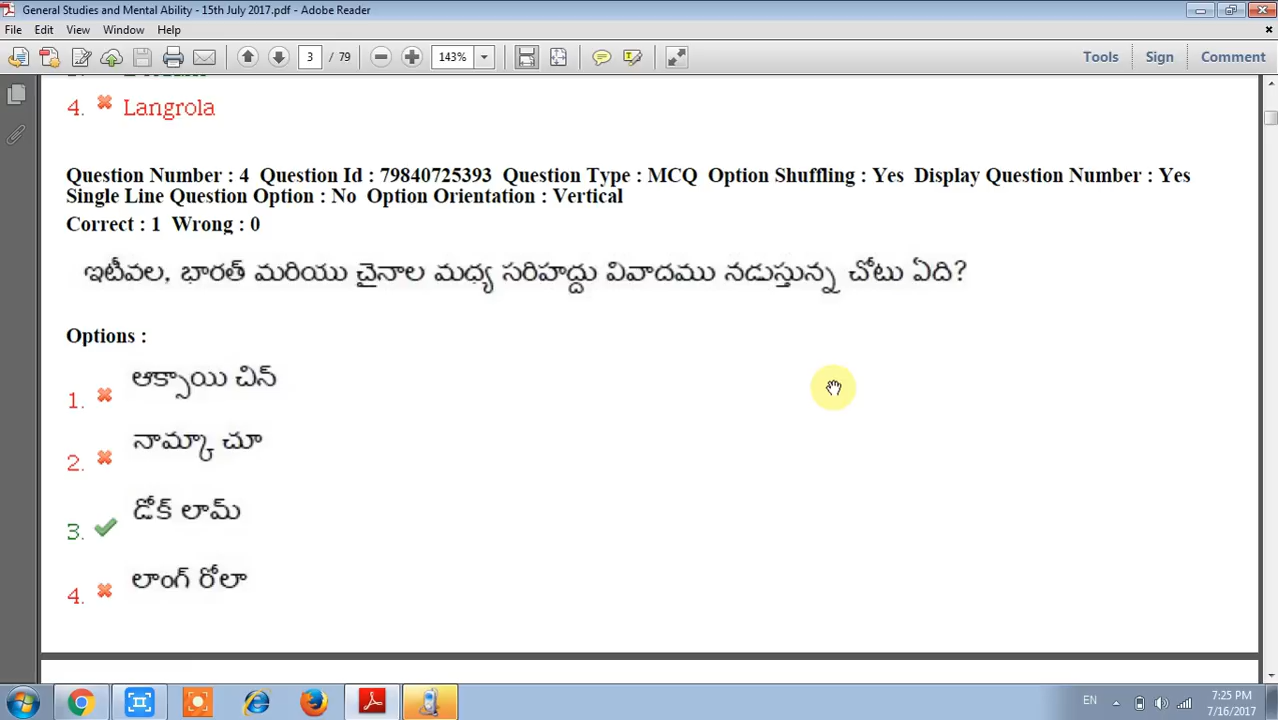 General Studies and Mental Ability - 15th July 2017.pdf - Adobe Reader
File Edit View Window Help
3 / 79 143% Tools Sign Comment
4. Langrola
Question Number : 4 Question Id : 79840725393 Question Type : MCQ Option Shuffling : Yes Display Question Number : Yes
Single Line Question Option : No Option Orientation : Vertical
Correct : 1 Wrong : 0
ఇటీవల, భారత్ మరియు చైనాల మధ్య సరిహద్దు వివాదము నడుస్తున్న చోటు ఏది?
Options :
1. ఆక్సాయి చిన్
2. నామ్కా చూ
3. డోక్ లామ్
4. లాంగ్ రోలా
EN 7:25 PM
7/16/2017